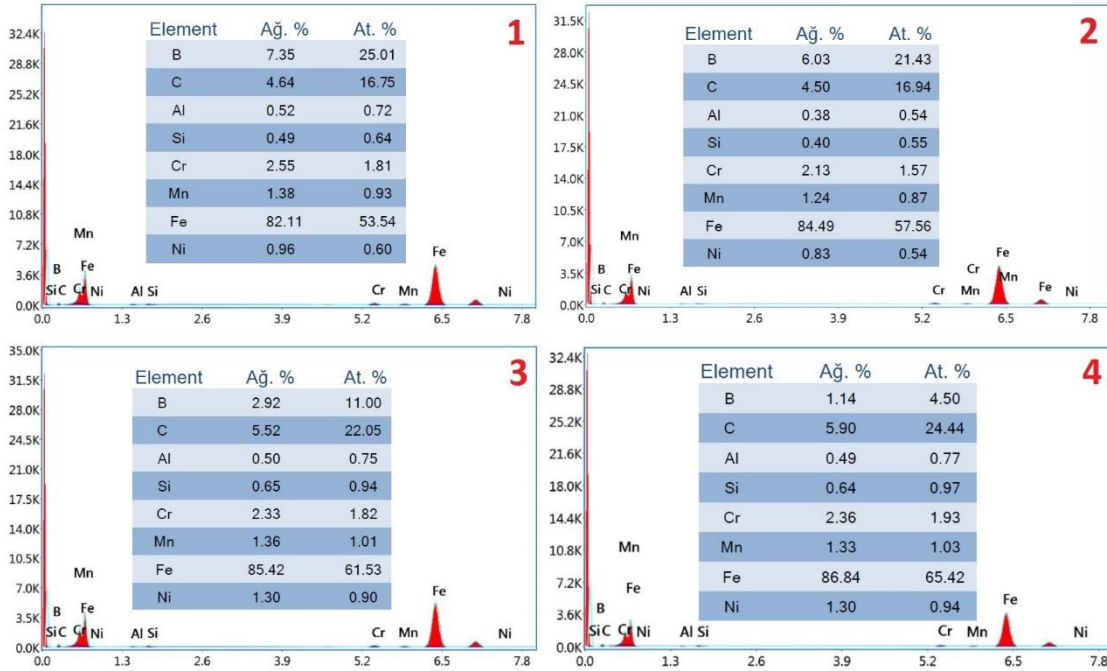 1
Element Ağ. % At. %
B 7.35 25.01
C 4.64 16.75
Al 0.52 0.72
Si 0.49 0.64
Cr 2.55 1.81
Mn 1.38 0.93
Fe 82.11 53.54
Ni 0.96 0.60
32.4K
28.8K
25.2K
21.6K
18.0K
14.4K
10.8K
7.2K
3.6K
0.0K
Mn
B Fe Fe
Si C Cr Ni Al Si Cr Mn Ni
0.0 1.3 2.6 3.9 5.2 6.5 7.8
2
Element Ağ. % At. %
B 6.03 21.43
C 4.50 16.94
Al 0.38 0.54
Si 0.40 0.55
Cr 2.13 1.57
Mn 1.24 0.87
Fe 84.49 57.56
Ni 0.83 0.54
31.5K
28.0K
24.5K
21.0K
17.5K
14.0K
10.5K
7.0K
3.5K
0.0K
Mn Fe
B Fe Cr Mn
Si C Cr Ni Al Si Cr Mn Fe Ni
0.0 1.3 2.6 3.9 5.2 6.5 7.8
3
Element Ağ. % At. %
B 2.92 11.00
C 5.52 22.05
Al 0.50 0.75
Si 0.65 0.94
Cr 2.33 1.82
Mn 1.36 1.01
Fe 85.42 61.53
Ni 1.30 0.90
35.0K
31.5K
28.0K
24.5K
21.0K
17.5K
14.0K
10.5K
7.0K
3.5K
0.0K
Mn
B Fe Fe
Si C Cr Ni Al Si Cr Mn Ni
0.0 1.3 2.6 3.9 5.2 6.5 7.8
4
Element Ağ. % At. %
B 1.14 4.50
C 5.90 24.44
Al 0.49 0.77
Si 0.64 0.97
Cr 2.36 1.93
Mn 1.33 1.03
Fe 86.84 65.42
Ni 1.30 0.94
32.4K
28.8K
25.2K
21.6K
18.0K
14.4K
10.8K
7.2K
3.6K
0.0K
Mn
Fe
B Fe
Si C Cr Ni Al Si Cr Mn Ni
0.0 1.3 2.6 3.9 5.2 6.5 7.8